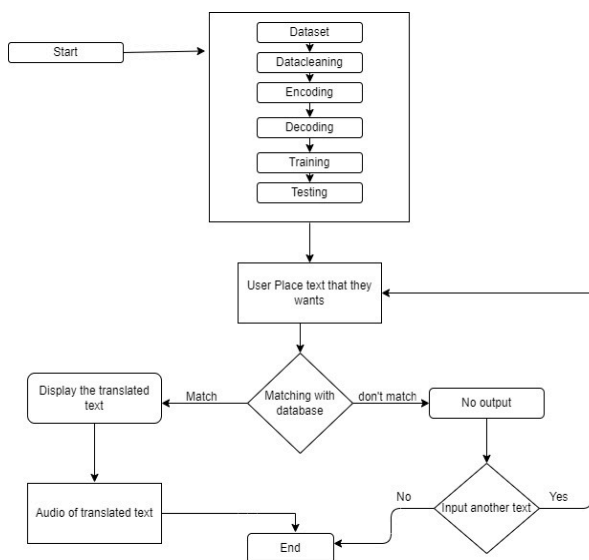 Start
Dataset
Datacleaning
Encoding
Decoding
Training
Testing
User Place text that they
wants
Matching with
database
Match
don't match
Display the translated
text
No output
Audio of translated text
Input another text
No
Yes
End